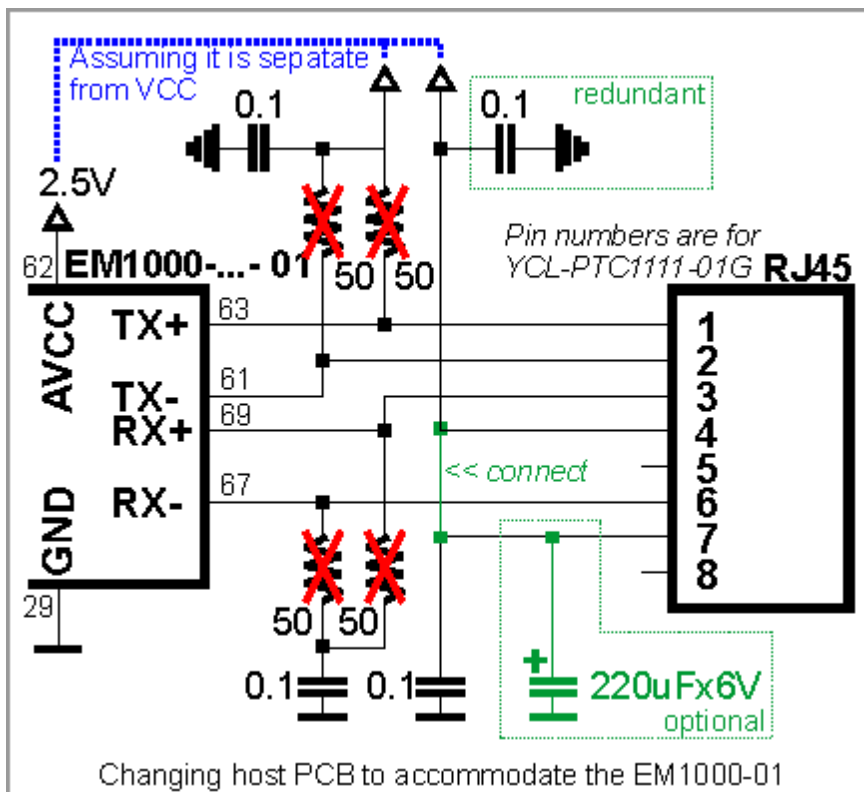 Assuming it is sepatate
from VCC
0.1
0.1
redundant
2.5V
62
EM1000-...- 01
50
50
Pin numbers are for
YCL-PTC1111-01G
RJ45
AVCC
GND
TX+
63
TX-
61
RX+
69
RX-
67
1
2
3
4
5
6
7
8
<< connect
29
50
50
0.1
0.1
+
220uFx6V
optional
Changing host PCB to accommodate the EM1000-01